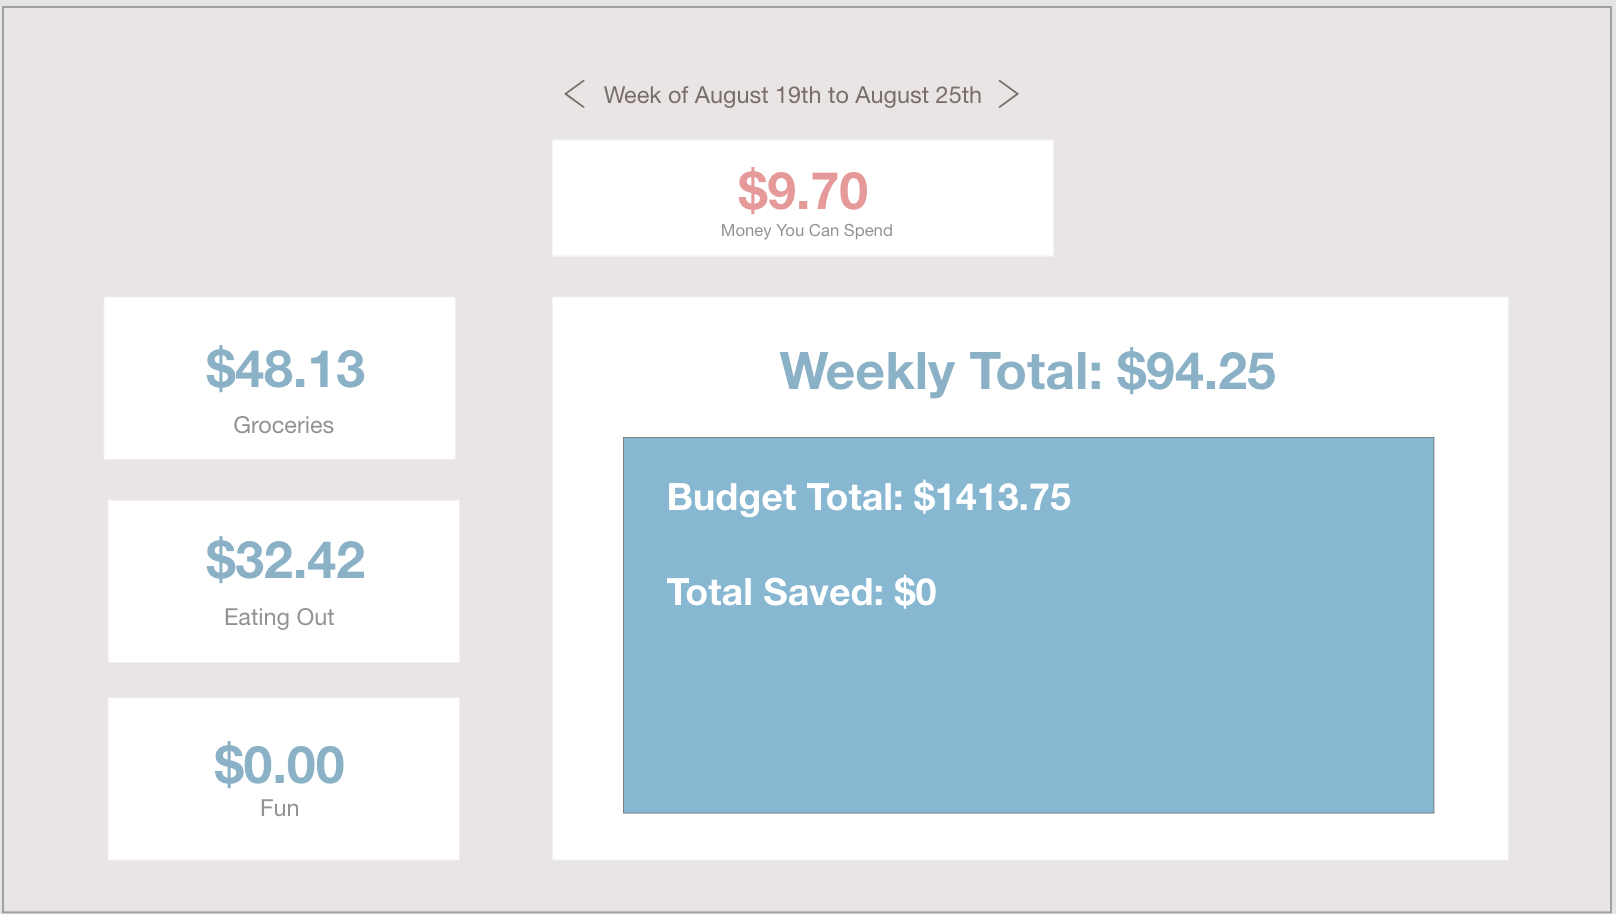 Week of August 19th to August 25th
$9.70
Money You Can Spend
$48.13
Groceries
$32.42
Eating Out
$0.00
Fun
Weekly Total: $94.25
Budget Total: $1413.75
Total Saved: $0